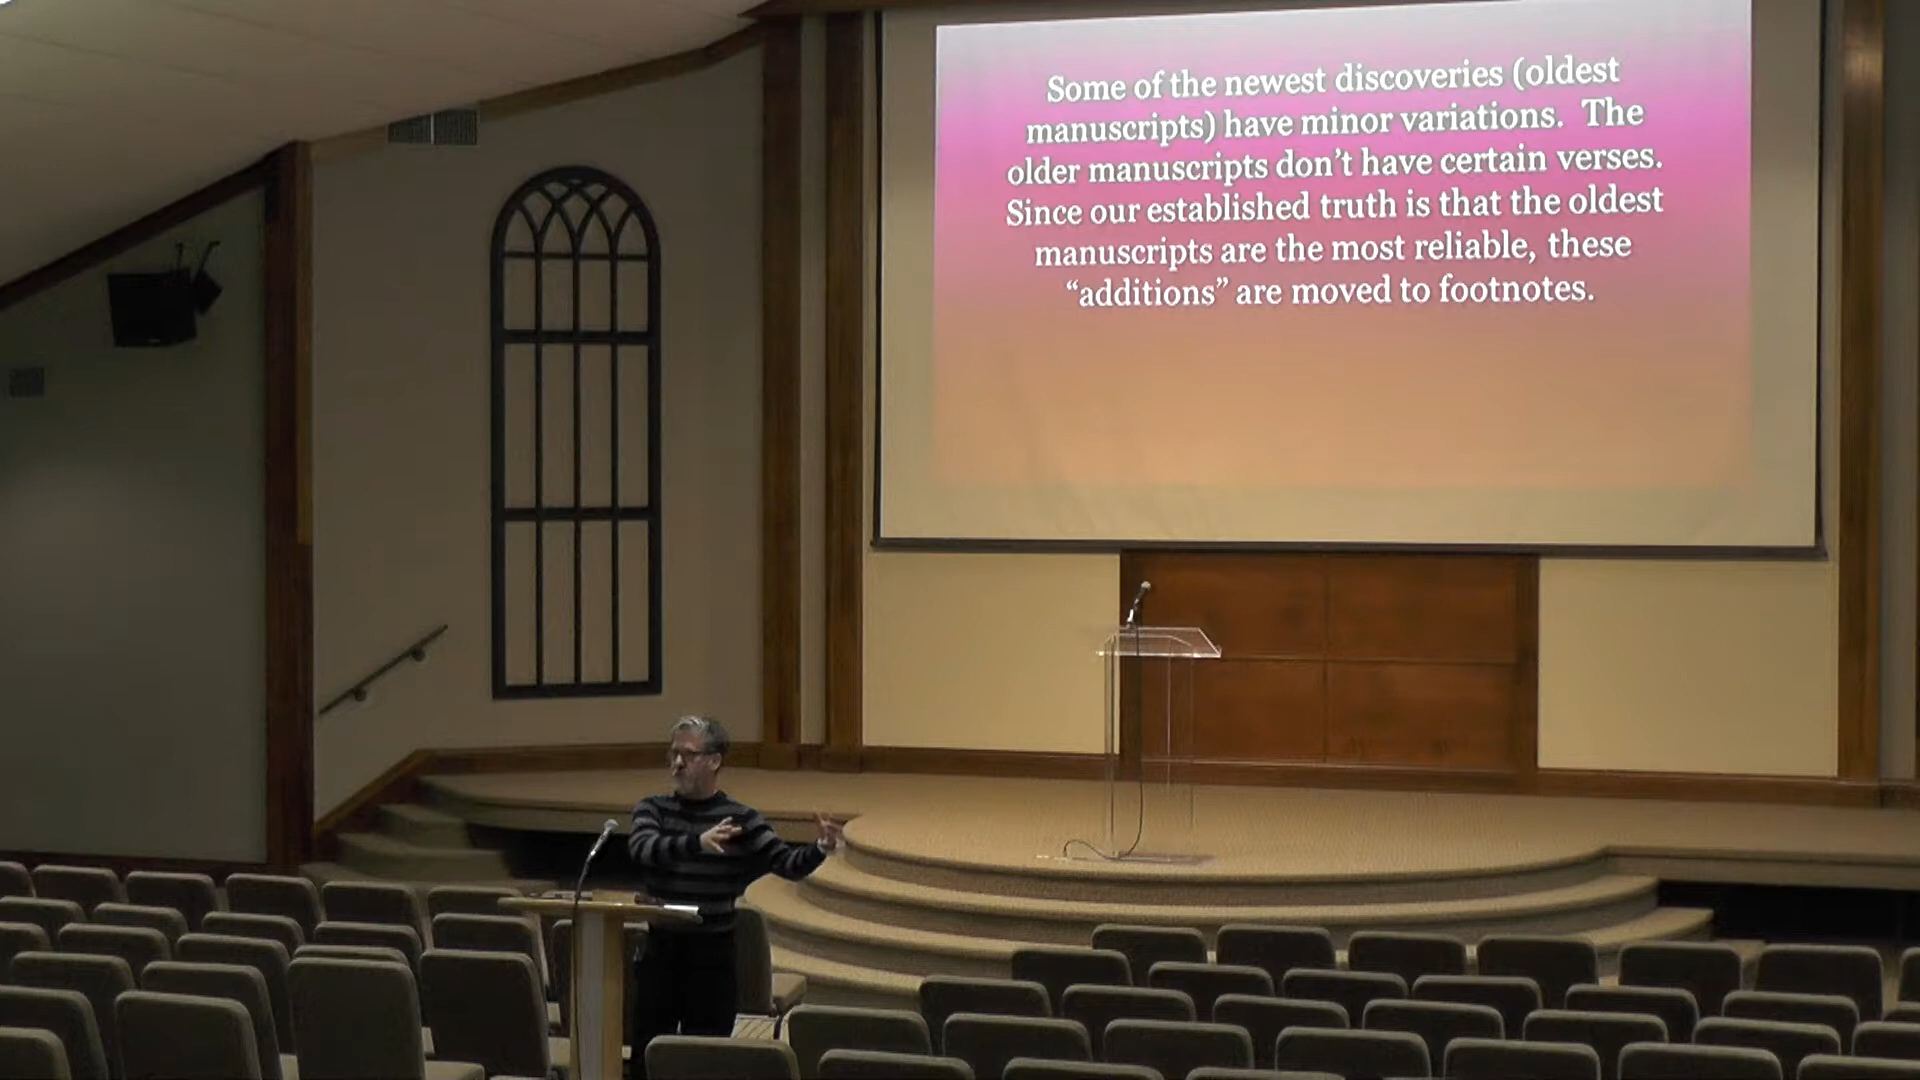 Some of the newest discoveries (oldest
manuscripts) have minor variations.  The
older manuscripts don’t have certain verses.
Since our established truth is that the oldest
manuscripts are the most reliable, these
“additions” are moved to footnotes.